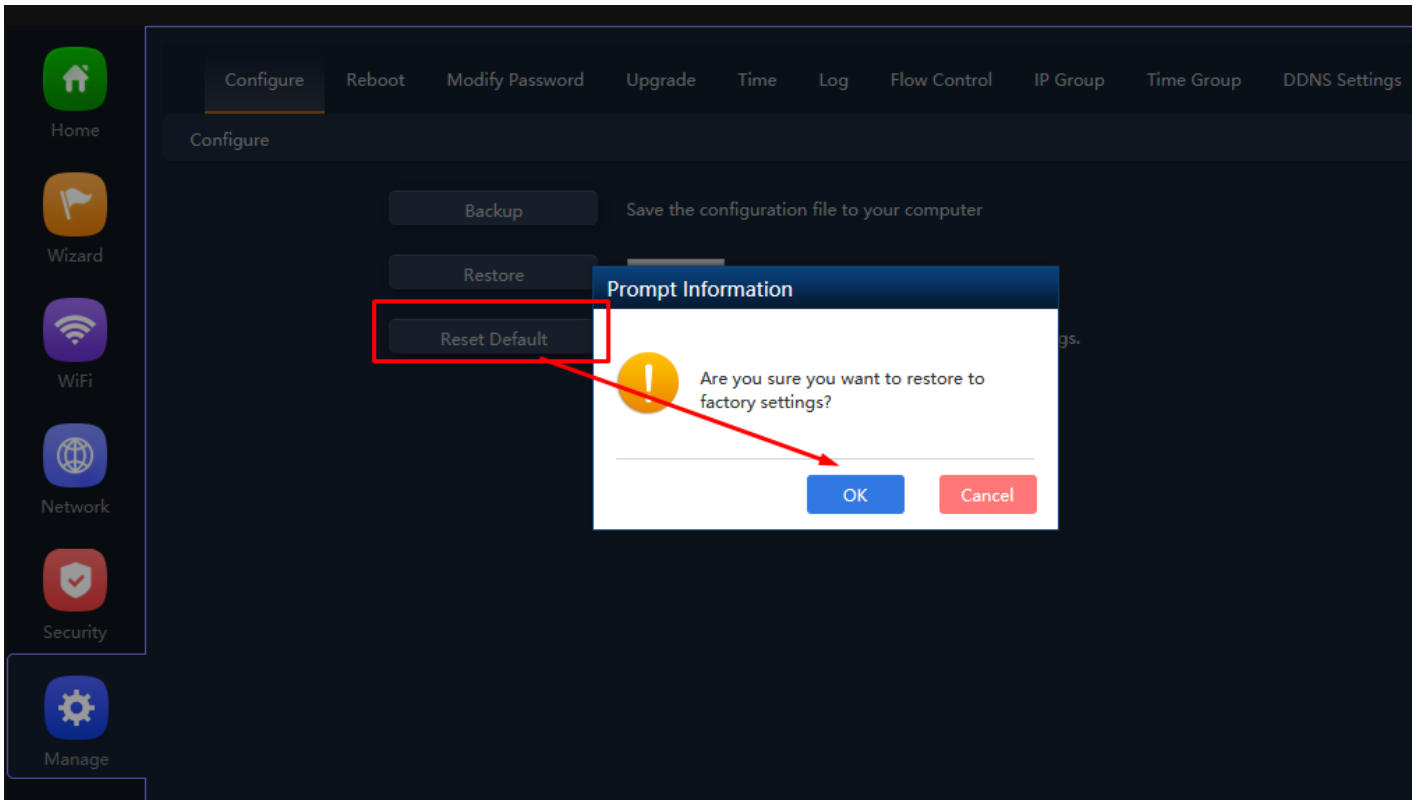 Home
Wizard
WiFi
Network
Security
Manage
Configure Reboot Modify Password Upgrade Time Log Flow Control IP Group Time Group DDNS Settings
Configure
Backup Save the configuration file to your computer
Restore
Reset Default
gs.
Prompt Information
Are you sure you want to restore to
factory settings?
OK Cancel